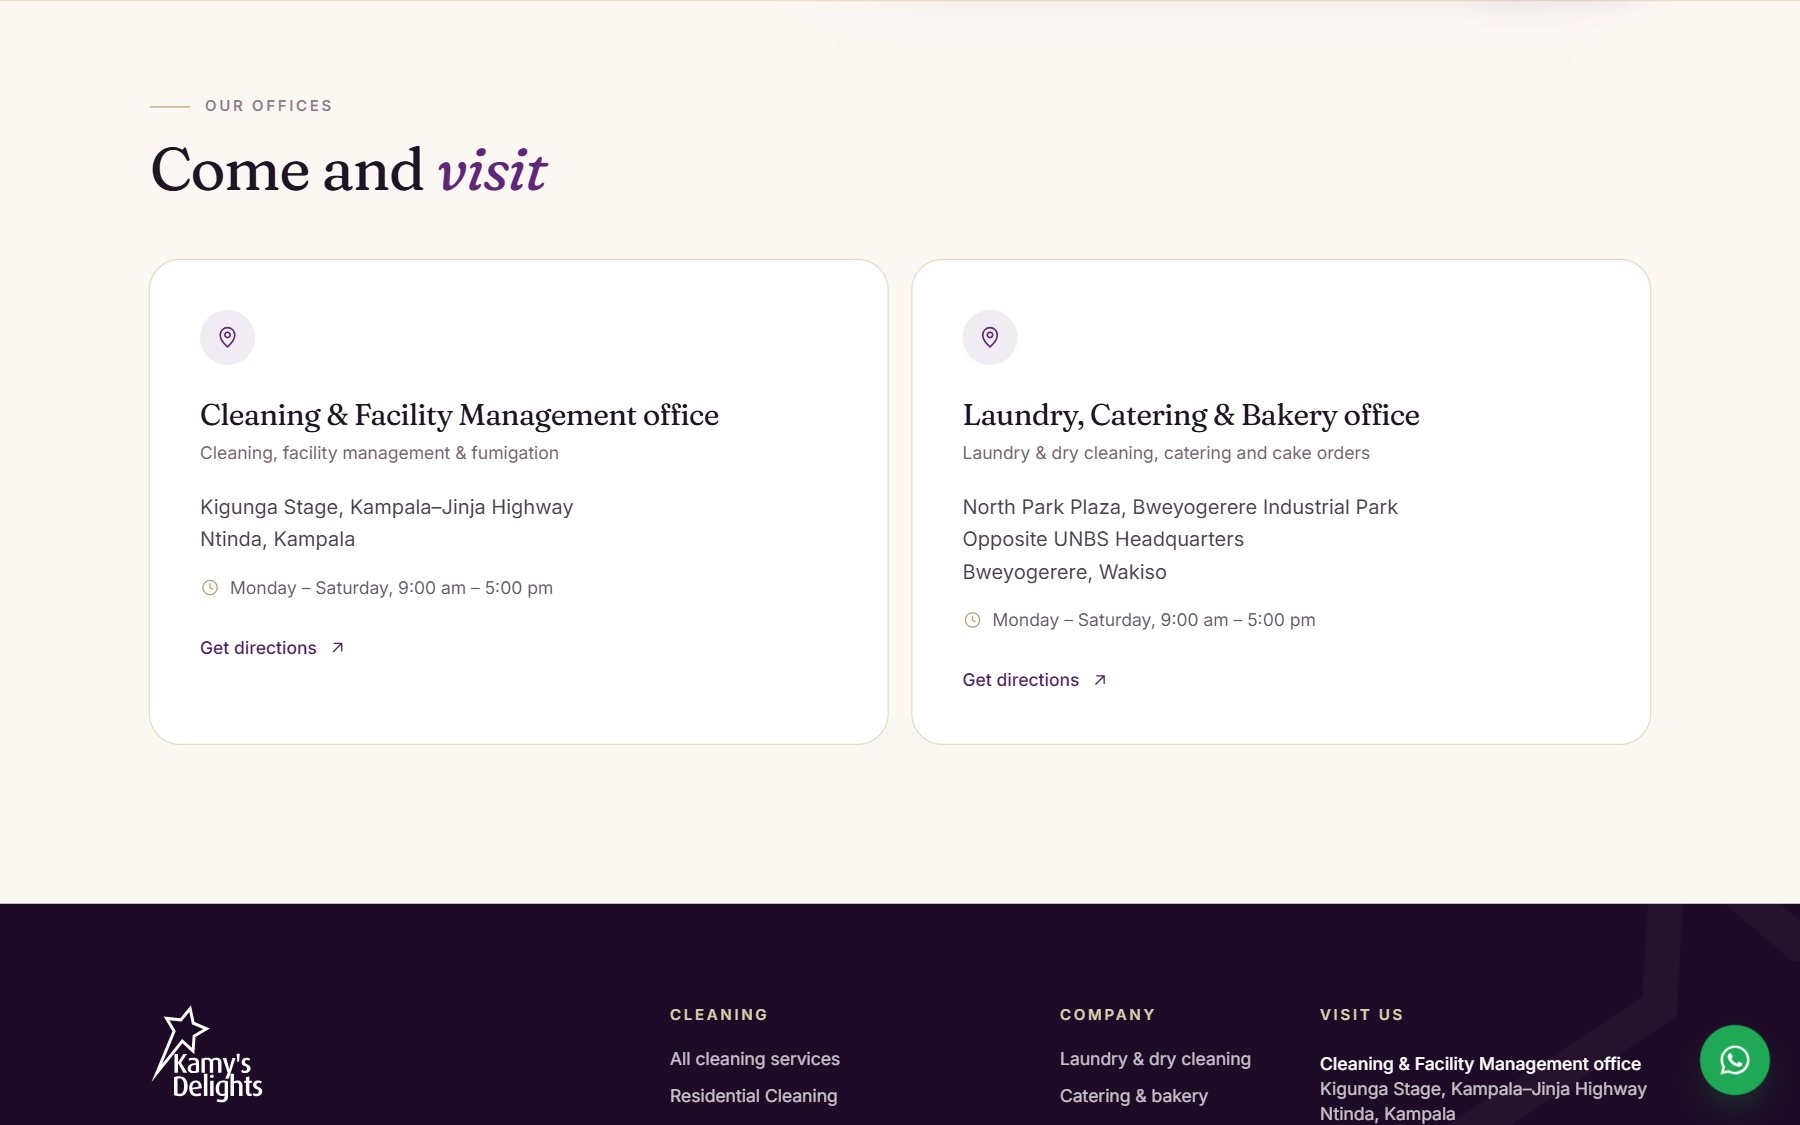 OUR OFFICES
Come and visit
Cleaning & Facility Management office
Cleaning, facility management & fumigation
Kigunga Stage, Kampala–Jinja Highway
Ntinda, Kampala
Monday – Saturday, 9:00 am – 5:00 pm
Get directions
Laundry, Catering & Bakery office
Laundry & dry cleaning, catering and cake orders
North Park Plaza, Bweyogerere Industrial Park
Opposite UNBS Headquarters
Bweyogerere, Wakiso
Monday – Saturday, 9:00 am – 5:00 pm
Get directions
Kamy's
Delights
CLEANING
All cleaning services
Residential Cleaning
COMPANY
Laundry & dry cleaning
Catering & bakery
VISIT US
Cleaning & Facility Management office
Kigunga Stage, Kampala–Jinja Highway
Ntinda, Kampala